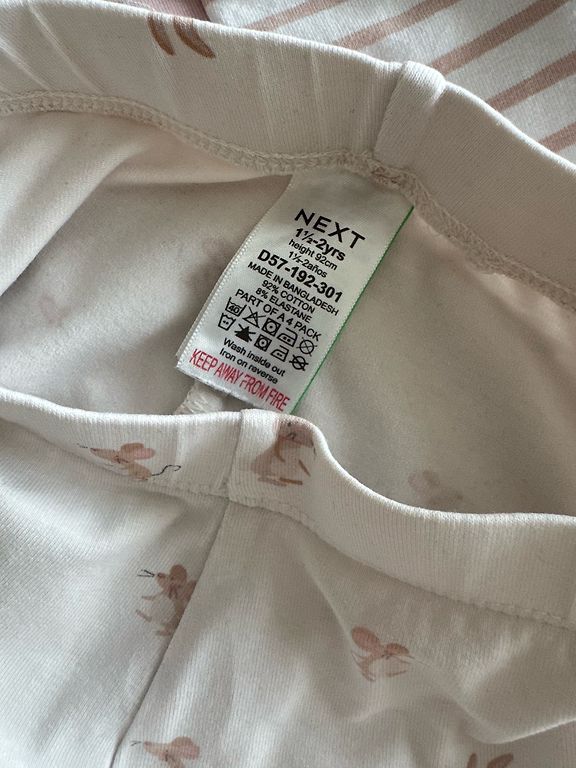 NEXT
1½-2yrs
height 92cm
1½-2años
D57-192-301
MADE IN BANGLADESH
92% COTTON
8% ELASTANE
PART OF A 4 PACK
40
Wash inside out
Iron on reverse
KEEP AWAY FROM FIRE